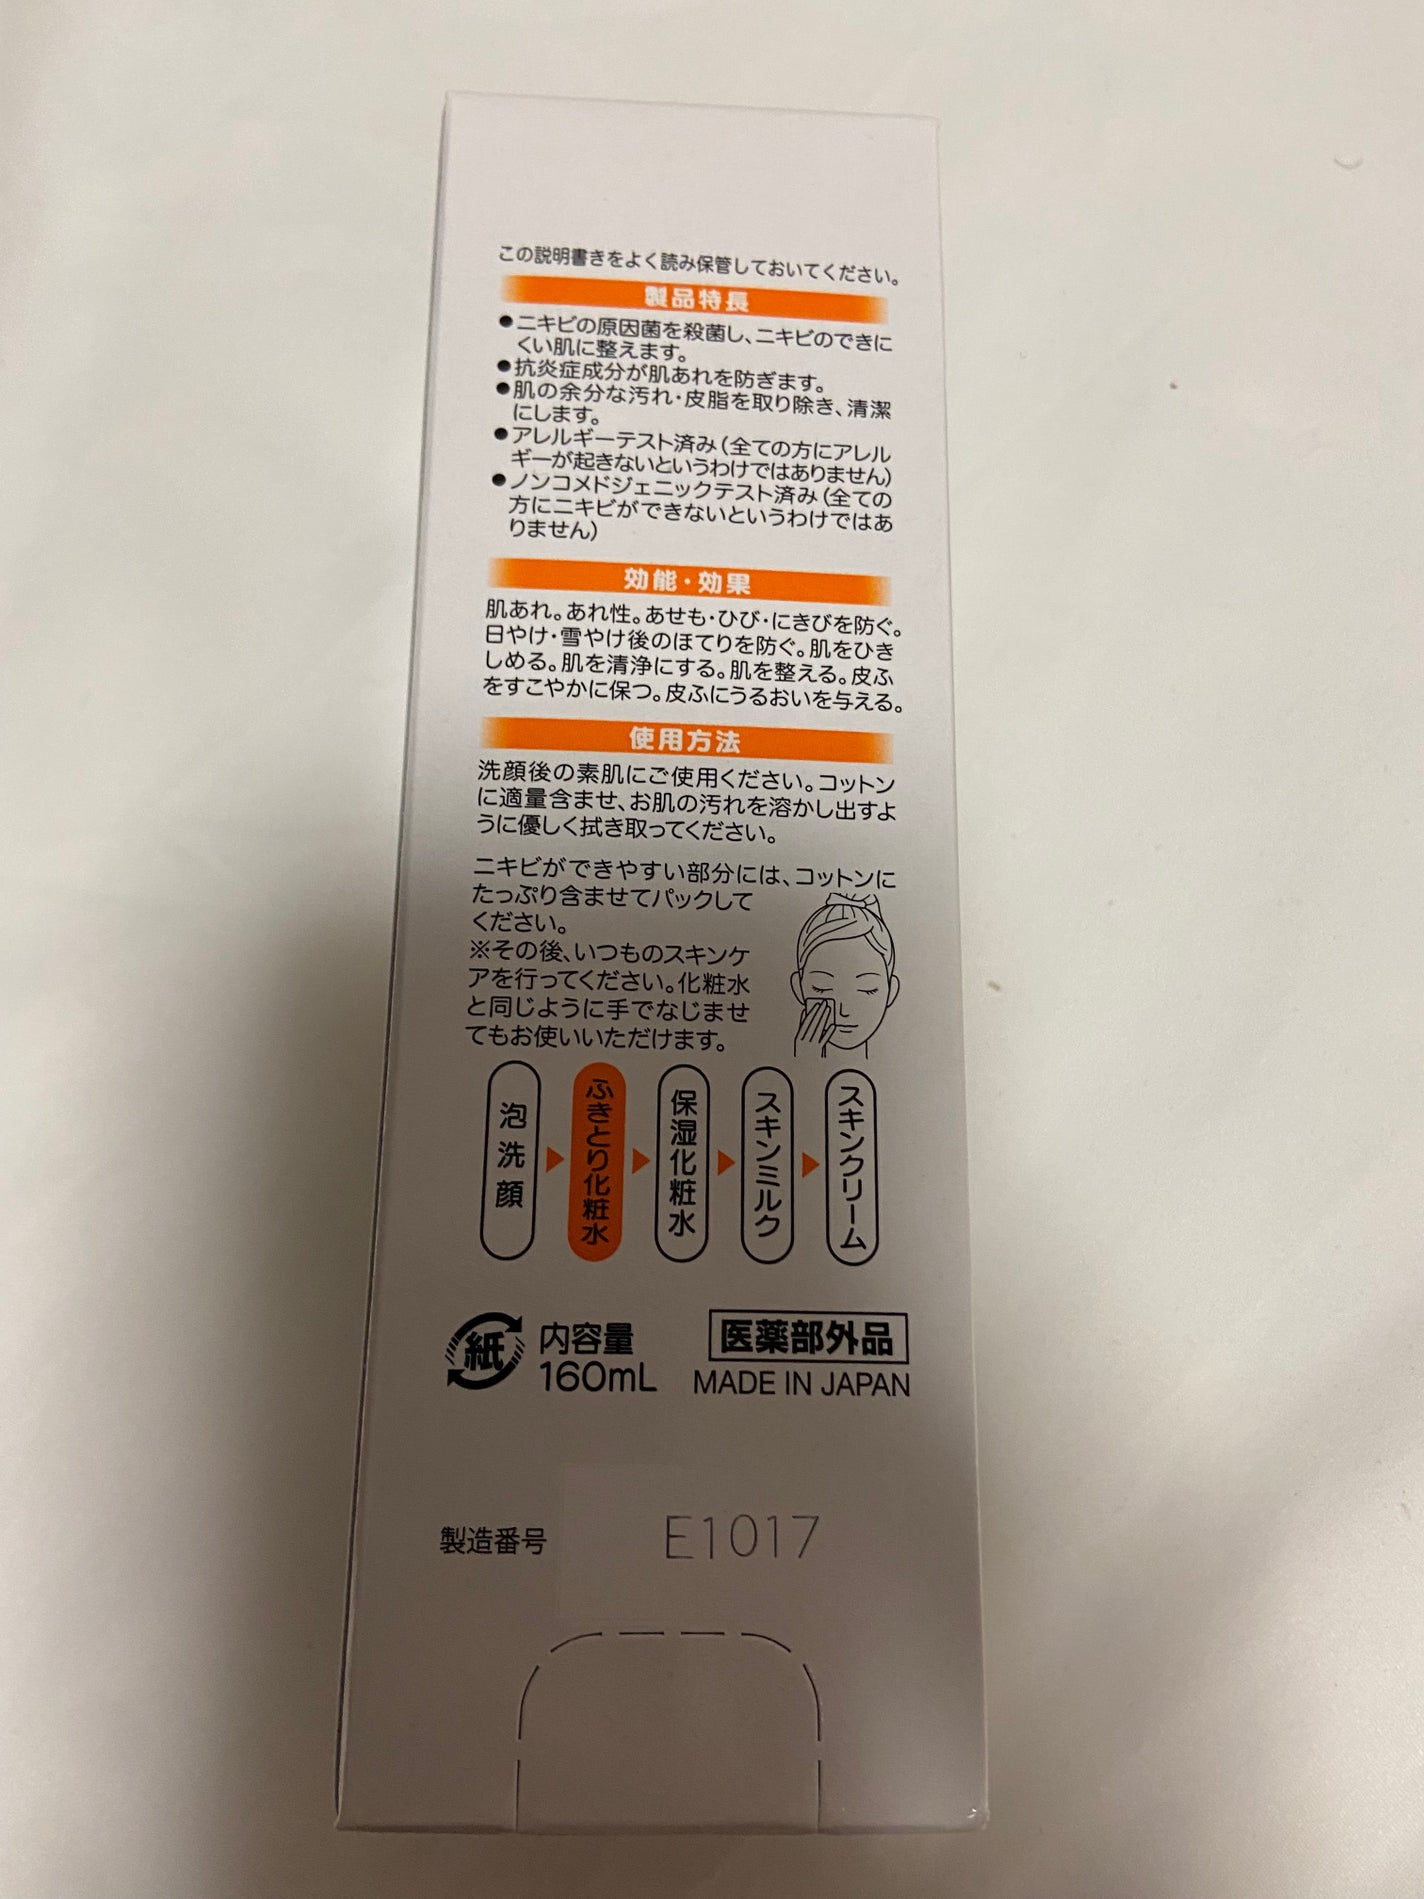 この説明書きをよく読み保管しておいてください。
製品特長
●ニキビの原因菌を殺菌し、ニキビのできに
くい肌に整えます。
●抗炎症成分が肌あれを防ぎます。
●肌の余分な汚れ・皮脂を取り除き、清潔
にします。
●アレルギーテスト済み（全ての方にアレル
ギーが起きないというわけではありません）
●ノンコメドジェニックテスト済み（全ての
方にニキビができないというわけではあ
りません）
効能・効果
肌あれ。あれ性。あせも・ひび・にきびを防ぐ。
日やけ・雪やけ後のほてりを防ぐ。肌をひき
しめる。肌を清浄にする。肌を整える。皮ふ
をすこやかに保つ。皮ふにうるおいを与える。
使用方法
洗顔後の素肌にご使用ください。コットン
に適量含ませ、お肌の汚れを溶かし出すよ
うに優しく拭き取ってください。
ニキビができやすい部分には、コットンに
たっぷり含ませてパックして
ください。
※その後、いつものスキンケ
アを行ってください。化粧水
と同じように手でなじませ
てもお使いいただけます。
泡洗顔
ふきとり化粧水
保湿化粧水
スキンミルク
スキンクリーム
紙
内容量
160mL
医薬部外品
MADE IN JAPAN
製造番号 E1017